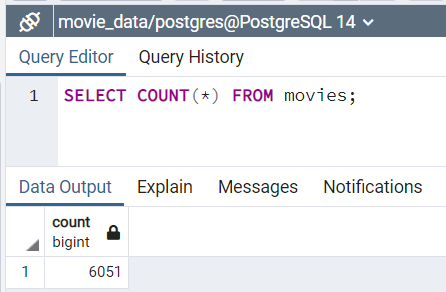 movie_data/postgres@PostgreSQL 14
Query Editor Query History
1 SELECT COUNT(*) FROM movies;
Data Output Explain Messages Notifications
count
bigint
1 6051